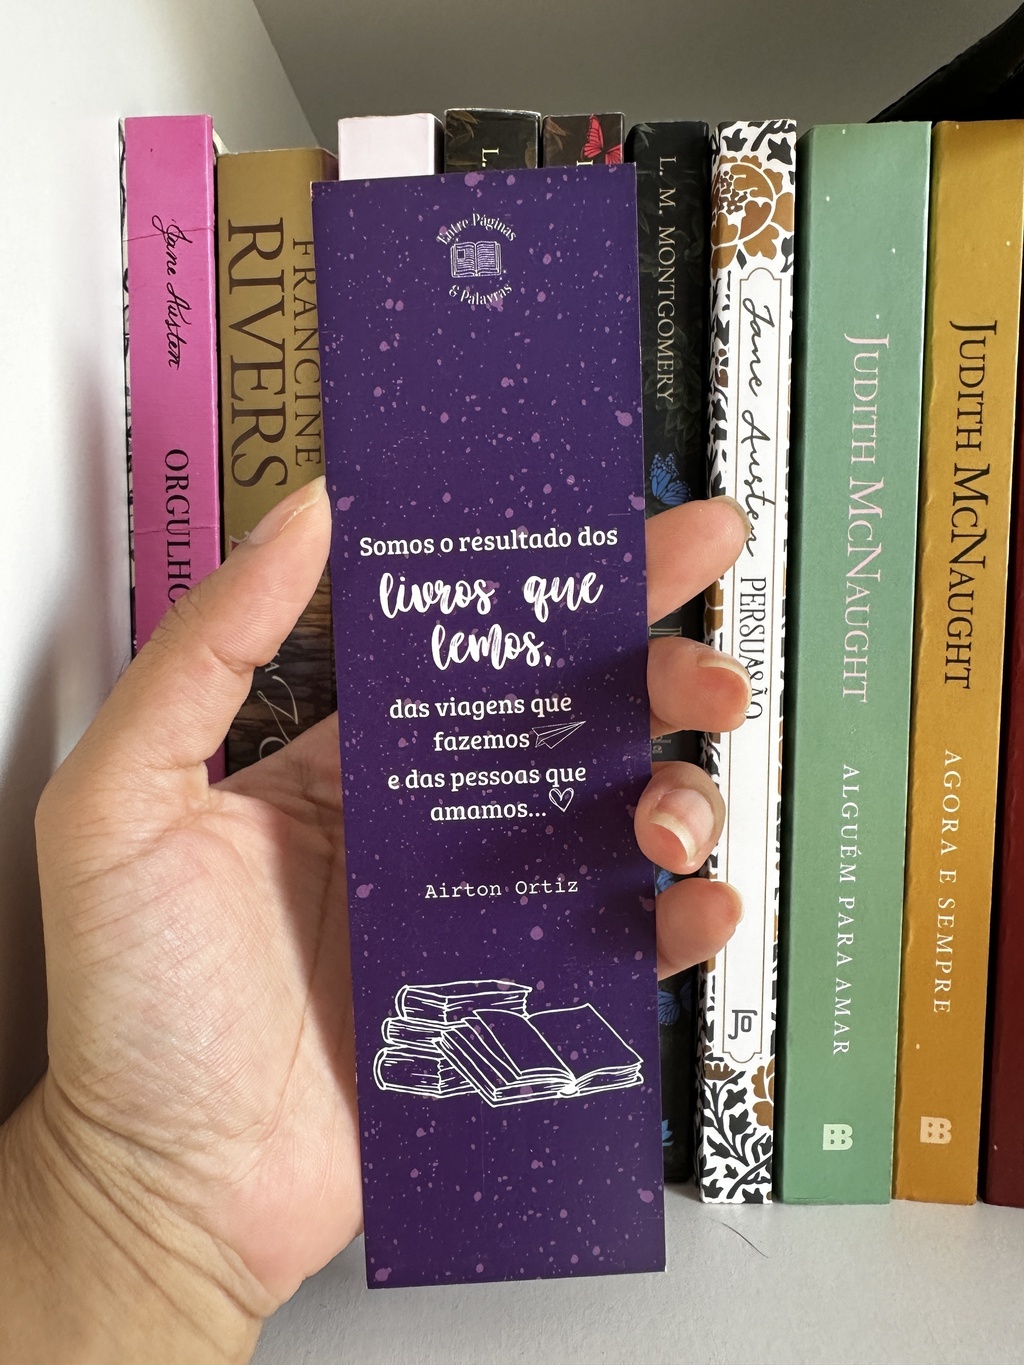 Jane Austen
ORGULHO
FRANCINE
RIVERS
L.
L. M. MONTGOMERY
Jane Austen PERSUASÃO
JUDITH MCNAUGHT ALGUÉM PARA AMAR
B
JUDITH MCNAUGHT AGORA E SEMPRE
B
Entre Páginas
& Palavras
Somos o resultado dos
livros que
lemos,
das viagens que
fazemos
e das pessoas que
amamos...
Airton Ortiz